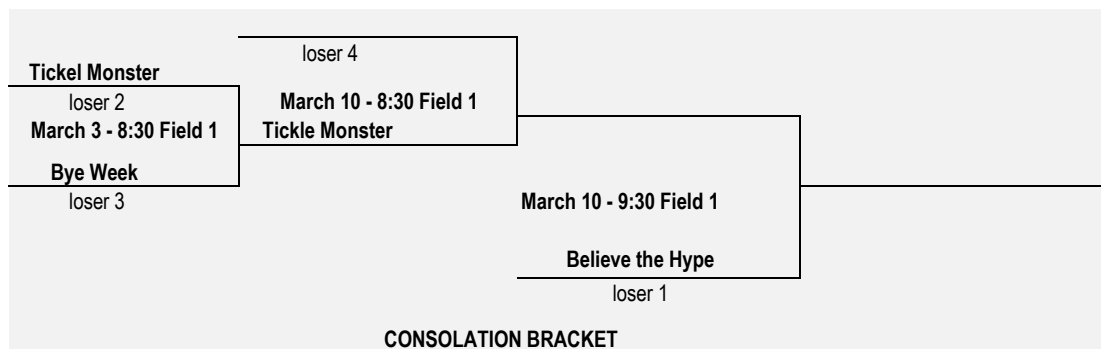 loser 4
Tickel Monster
loser 2
March 10 - 8:30 Field 1
March 3 - 8:30 Field 1
Tickle Monster
Bye Week
loser 3
March 10 - 9:30 Field 1
Believe the Hype
loser 1
CONSOLATION BRACKET